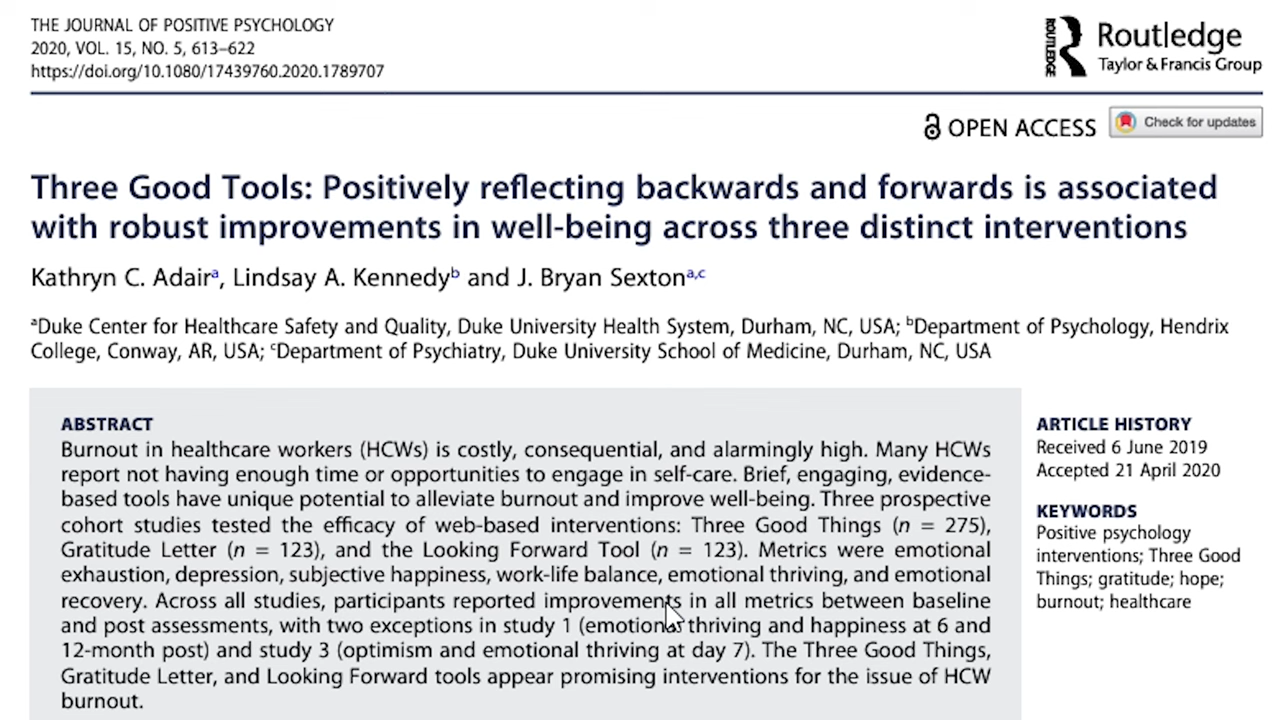 THE JOURNAL OF POSITIVE PSYCHOLOGY
2020, VOL. 15, NO. 5, 613–622
https://doi.org/10.1080/17439760.2020.1789707
ROUTLEDGE
Routledge
Taylor & Francis Group
OPEN ACCESS
Check for updates
Three Good Tools: Positively reflecting backwards and forwards is associated
with robust improvements in well-being across three distinct interventions
Kathryn C. Adairᵃ, Lindsay A. Kennedyᵇ and J. Bryan Sextonᵃ,ᶜ
ᵃDuke Center for Healthcare Safety and Quality, Duke University Health System, Durham, NC, USA; ᵇDepartment of Psychology, Hendrix
College, Conway, AR, USA; ᶜDepartment of Psychiatry, Duke University School of Medicine, Durham, NC, USA
ABSTRACT
Burnout in healthcare workers (HCWs) is costly, consequential, and alarmingly high. Many HCWs
report not having enough time or opportunities to engage in self-care. Brief, engaging, evidence-
based tools have unique potential to alleviate burnout and improve well-being. Three prospective
cohort studies tested the efficacy of web-based interventions: Three Good Things (n = 275),
Gratitude Letter (n = 123), and the Looking Forward Tool (n = 123). Metrics were emotional
exhaustion, depression, subjective happiness, work-life balance, emotional thriving, and emotional
recovery. Across all studies, participants reported improvements in all metrics between baseline
and post assessments, with two exceptions in study 1 (emotional thriving and happiness at 6 and
12-month post) and study 3 (optimism and emotional thriving at day 7). The Three Good Things,
Gratitude Letter, and Looking Forward tools appear promising interventions for the issue of HCW
burnout.
ARTICLE HISTORY
Received 6 June 2019
Accepted 21 April 2020
KEYWORDS
Positive psychology
interventions; Three Good
Things; gratitude; hope;
burnout; healthcare